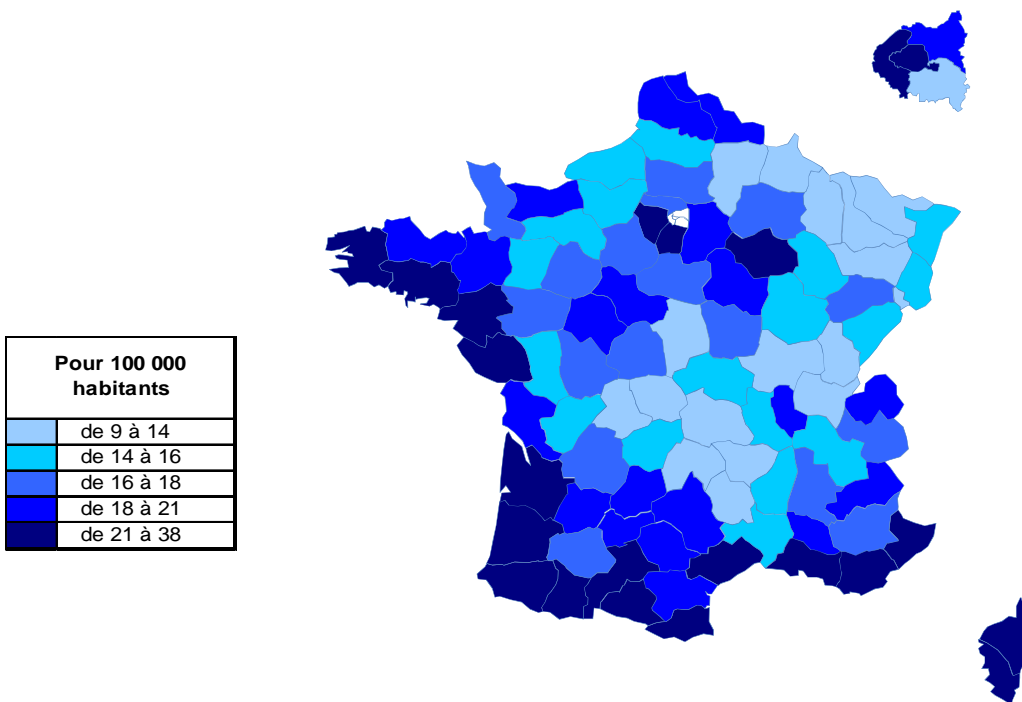 Pour 100 000
habitants
de 9 à 14
de 14 à 16
de 16 à 18
de 18 à 21
de 21 à 38